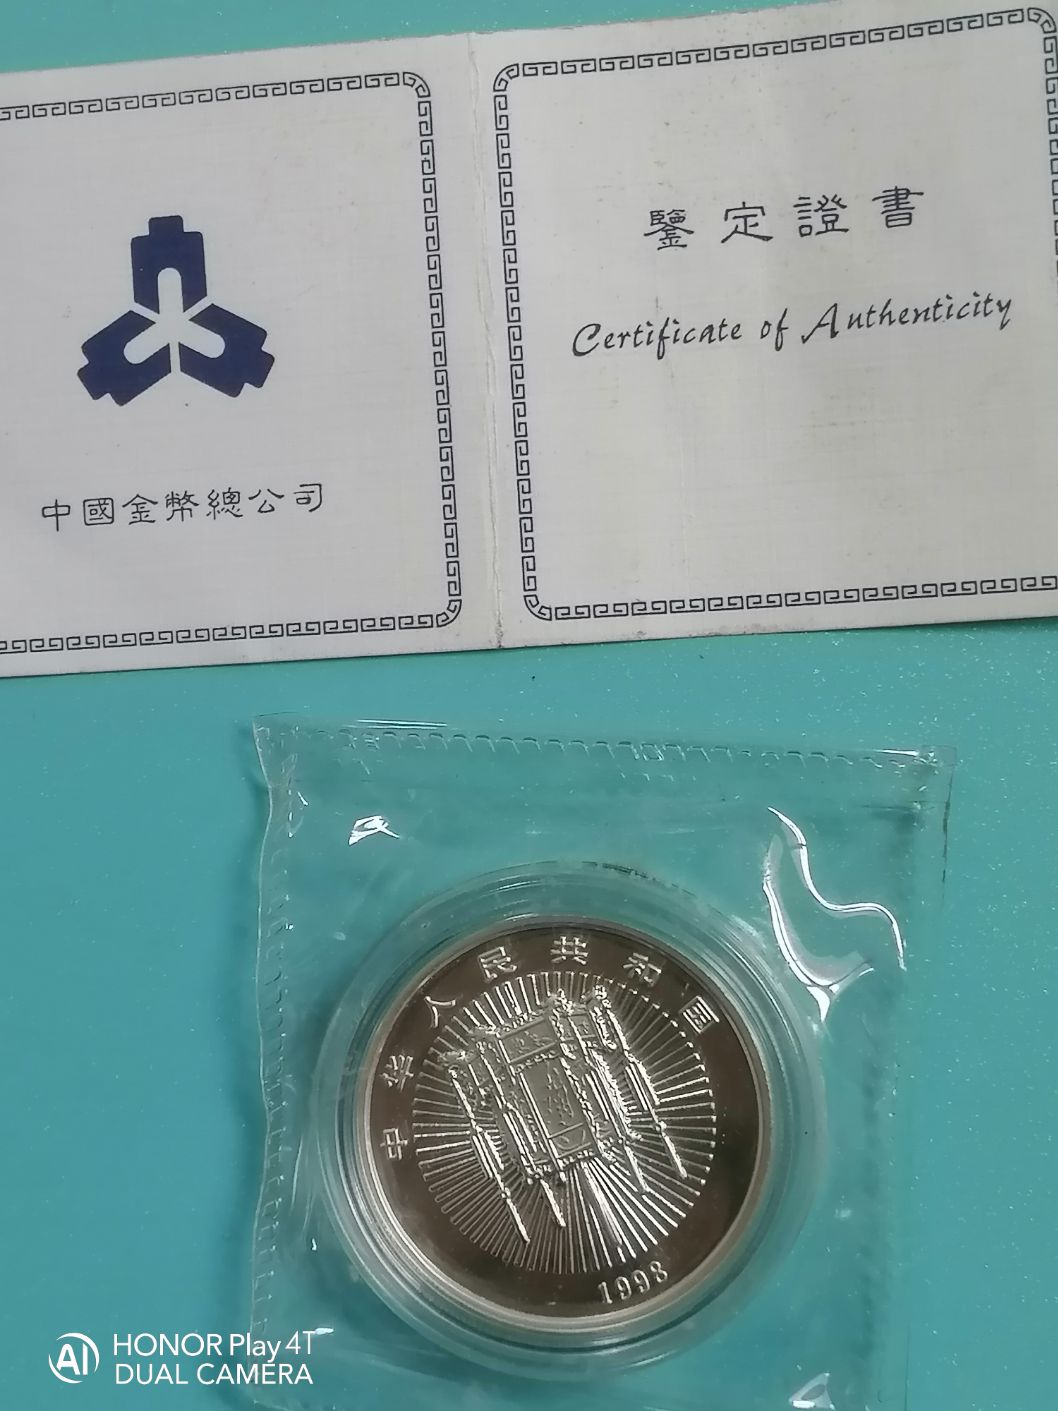 鑒定證書
Certificate of Authenticity
中國金幣總公司
中华人民共和国
1998
HONOR Play 4T
DUAL CAMERA